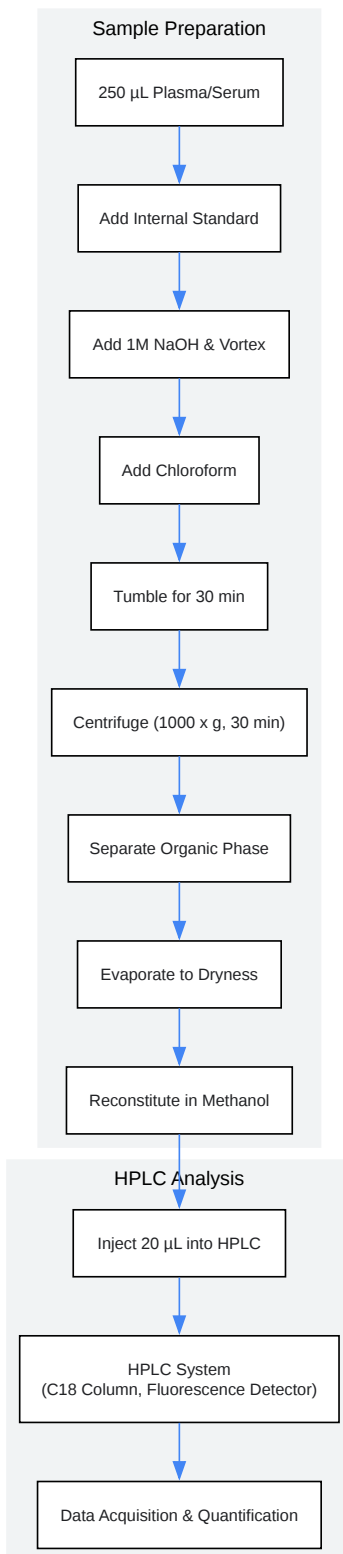 Sample Preparation
250 µL Plasma/Serum
Add Internal Standard
Add 1M NaOH & Vortex
Add Chloroform
Tumble for 30 min
Centrifuge (1000 x g, 30 min)
Separate Organic Phase
Evaporate to Dryness
Reconstitute in Methanol
HPLC Analysis
Inject 20 µL into HPLC
HPLC System
(C18 Column, Fluorescence Detector)
Data Acquisition & Quantification